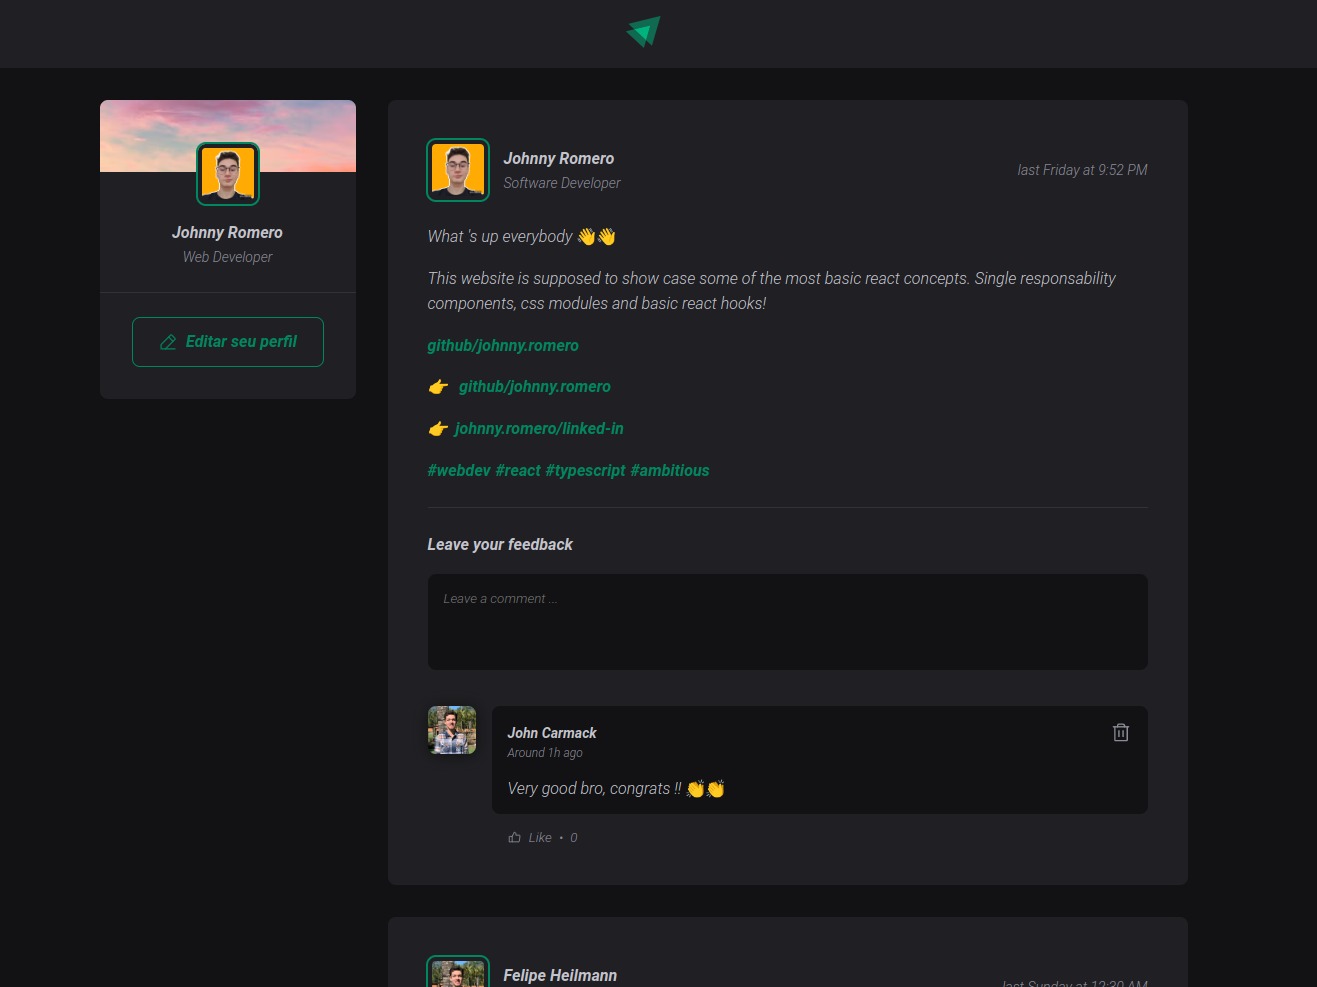 Johnny Romero
Web Developer
Editar seu perfil
Johnny Romero
Software Developer
last Friday at 9:52 PM
What 's up everybody 👋👋
This website is supposed to show case some of the most basic react concepts. Single responsability
components, css modules and basic react hooks!
github/johnny.romero
👉 github/johnny.romero
👉 johnny.romero/linked-in
#webdev #react #typescript #ambitious
Leave your feedback
Leave a comment ...
John Carmack
Around 1h ago
Very good bro, congrats !! 👏👏
Like • 0
Felipe Heilmann
last Sunday at 12:30 AM